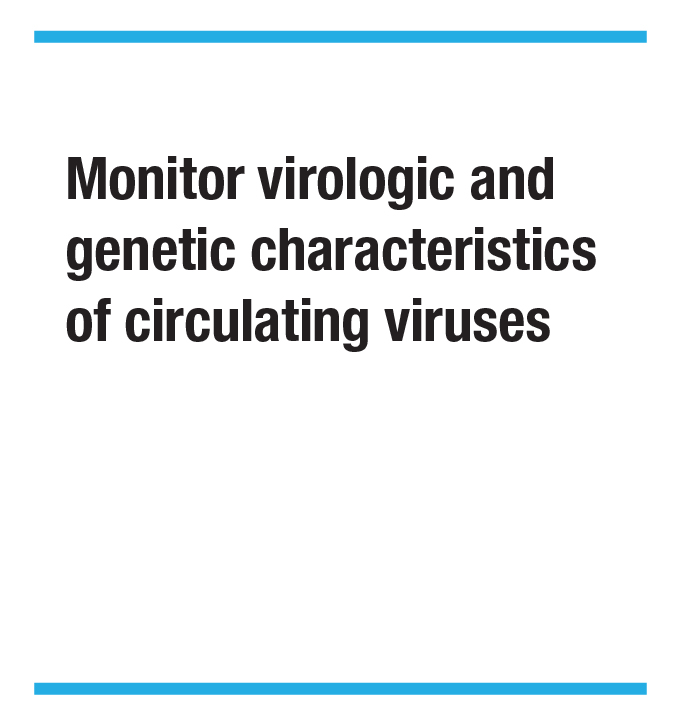 Monitor virologic and
genetic characteristics
of circulating viruses